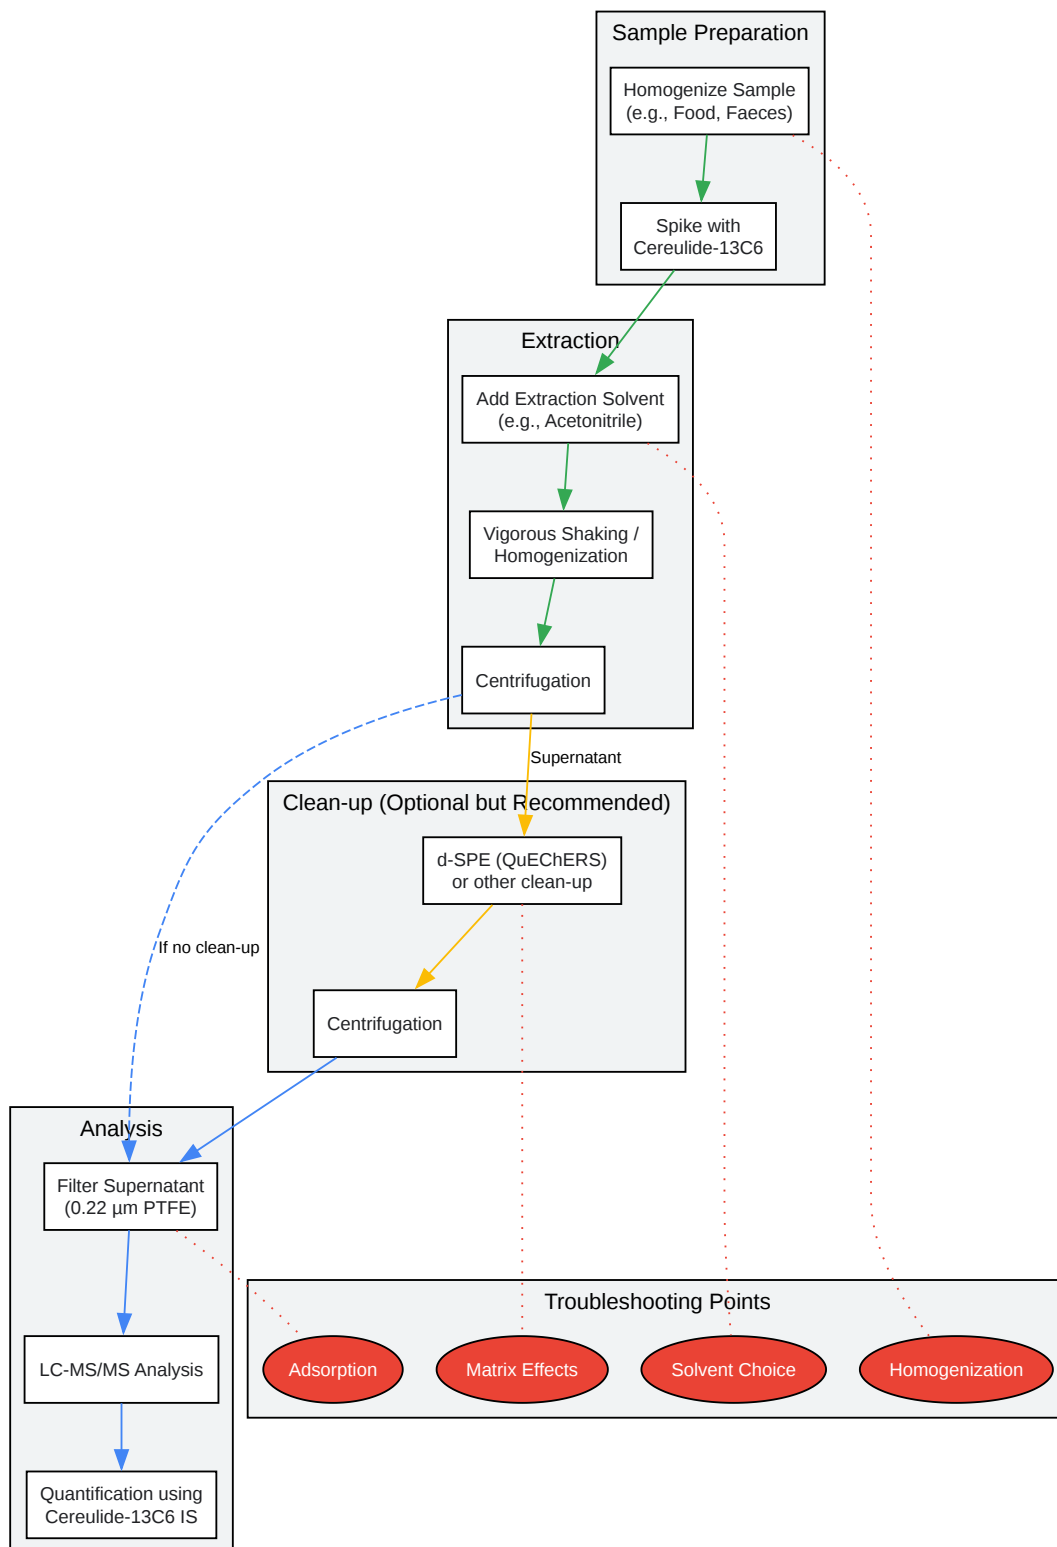 Sample Preparation
Homogenize Sample
(e.g., Food, Faeces)
Spike with
Cereulide-13C6
Extraction
Add Extraction Solvent
(e.g., Acetonitrile)
Vigorous Shaking /
Homogenization
Centrifugation
Supernatant
Clean-up (Optional but Recommended)
d-SPE (QuEChERS)
or other clean-up
If no clean-up
Centrifugation
Analysis
Filter Supernatant
(0.22 µm PTFE)
LC-MS/MS Analysis
Quantification using
Cereulide-13C6 IS
Troubleshooting Points
Adsorption
Matrix Effects
Solvent Choice
Homogenization